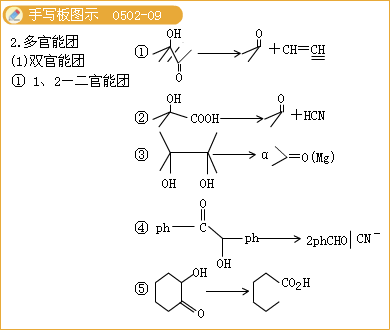 手写板图示 0502-09
2.多官能团
(1)双官能团
① 1、2一二官能团
① OH O O +CH≡
② OH COOH O +HCN
③ OH OH α =O(Mg)
④ ph O OH ph 2phCHO CN⁻
⑤ OH O CO₂H